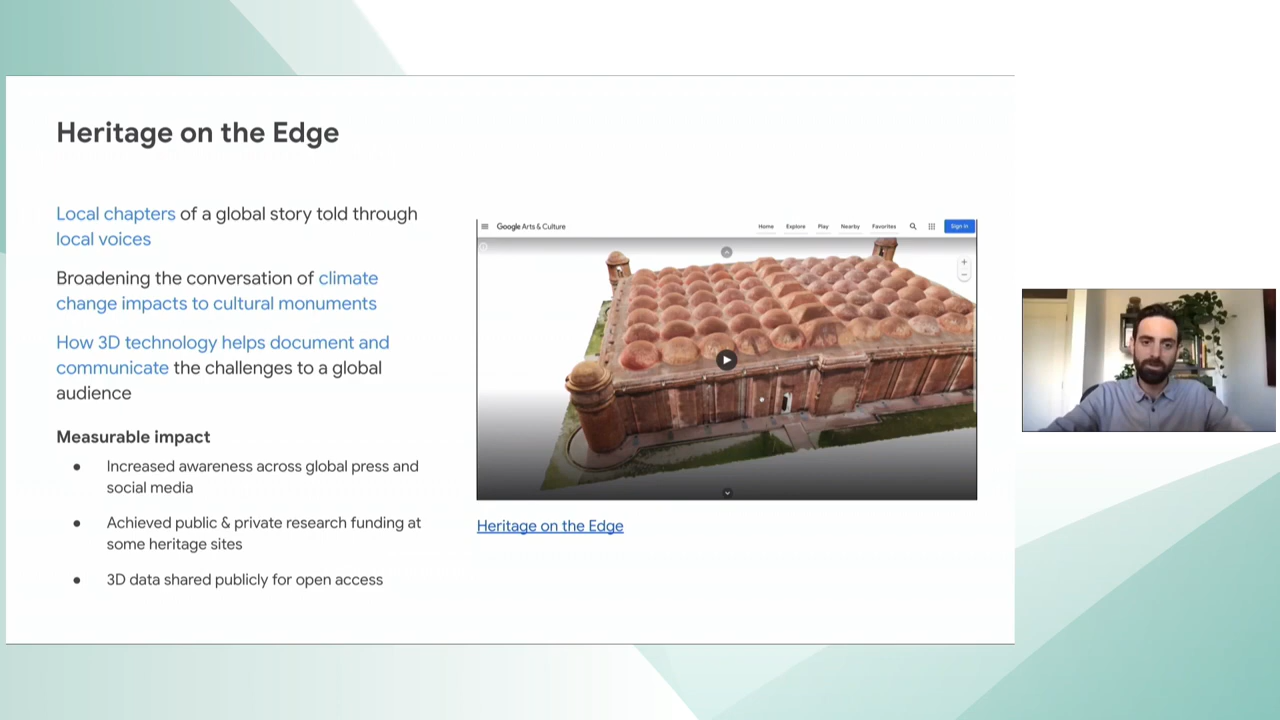 Heritage on the Edge
Local chapters of a global story told through
local voices
Broadening the conversation of climate
change impacts to cultural monuments
How 3D technology helps document and
communicate the challenges to a global
audience
Measurable impact
Increased awareness across global press and
social media
Achieved public & private research funding at
some heritage sites
3D data shared publicly for open access
Google Arts & Culture
Home Explore Play Nearby Favorites Sign in
Heritage on the Edge